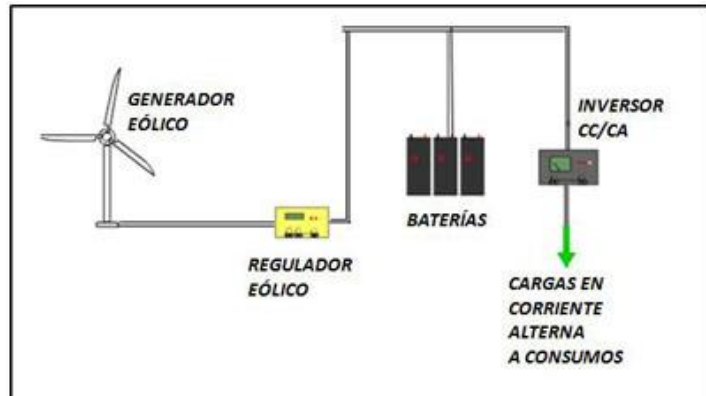 GENERADOR
EÓLICO
REGULADOR
EÓLICO
BATERÍAS
INVERSOR
CC/CA
CARGAS EN
CORRIENTE
ALTERNA
A CONSUMOS